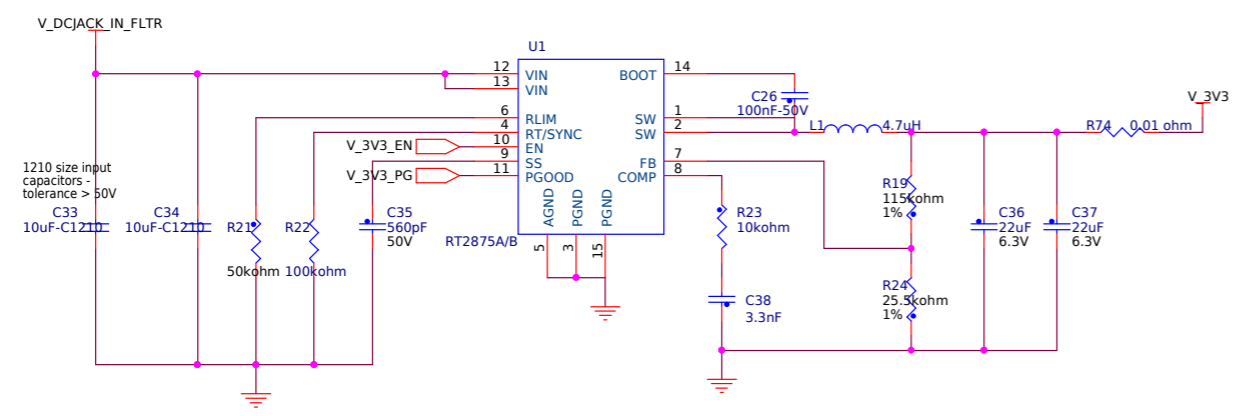 V_DCJACK_IN_FLTR
U1
12
VIN
13
VIN
6
RLIM
4
RT/SYNC
V_3V3_EN
10
EN
9
SS
V_3V3_PG
11
PGOOD
BOOT
14
SW
1
SW
2
FB
7
COMP
8
AGND
PGND
PGND
5
3
15
RT2875A/B
C26
100nF-50V
L1
4.7uH
R74
0.01 ohm
V_3V3
1210 size input
capacitors -
tolerance > 50V
C33
10uF-C1210
C34
10uF-C1210
R21
50kohm
R22
100kohm
C35
560pF
50V
R23
10kohm
C38
3.3nF
R19
115kohm
1%
R24
25.5kohm
1%
C36
22uF
6.3V
C37
22uF
6.3V